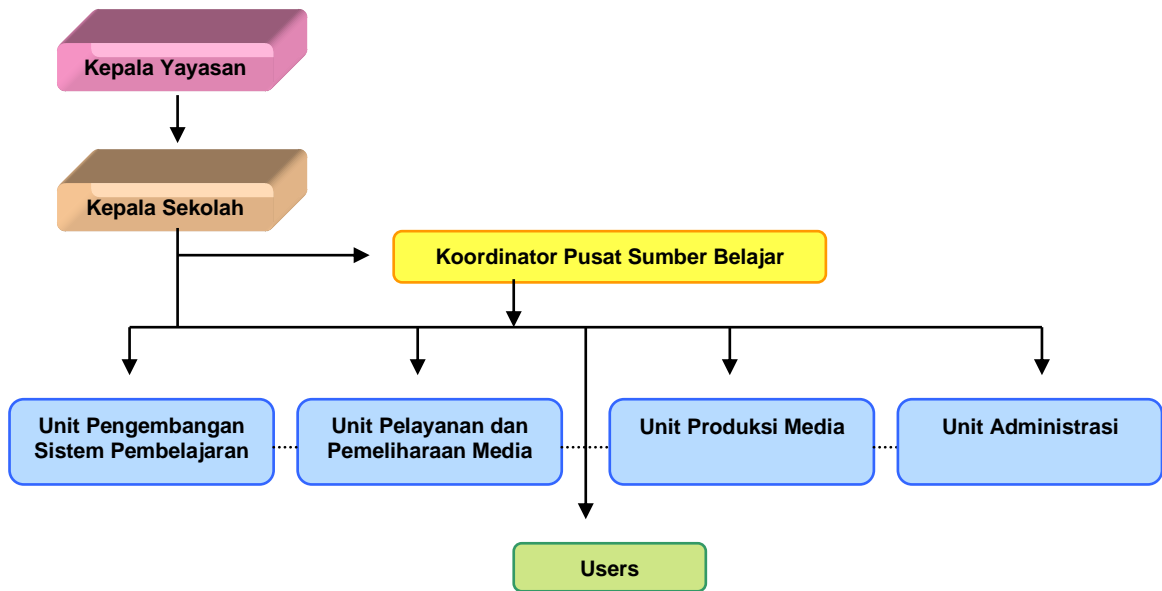 Kepala Yayasan
Kepala Sekolah
Koordinator Pusat Sumber Belajar
Unit Pengembangan
Sistem Pembelajaran
Unit Pelayanan dan
Pemeliharaan Media
Unit Produksi Media
Unit Administrasi
Users